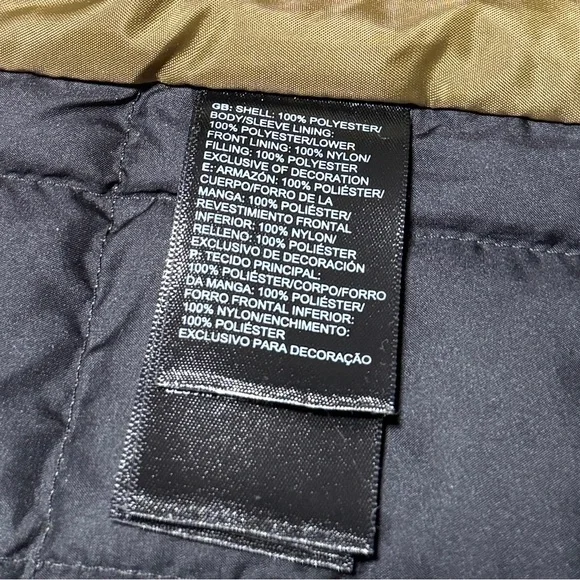 GB: SHELL: 100% POLYESTER/
BODY/SLEEVE LINING:
100% POLYESTER/LOWER
FRONT LINING: 100% NYLON/
FILLING: 100% POLYESTER
EXCLUSIVE OF DECORATION
E: ARMAZÓN: 100% POLIÉSTER/
CUERPO/FORRO DE LA
MANGA: 100% POLIÉSTER/
REVESTIMIENTO FRONTAL
INFERIOR: 100% NYLON/
RELLENO: 100% POLIÉSTER
EXCLUSIVO DE DECORACIÓN
P: TECIDO PRINCIPAL:
100% POLIÉSTER/CORPO/FORRO
DA MANGA: 100% POLIÉSTER/
FORRO FRONTAL INFERIOR:
100% NYLON/ENCHIMENTO:
100% POLIÉSTER
EXCLUSIVO PARA DECORAÇÃO